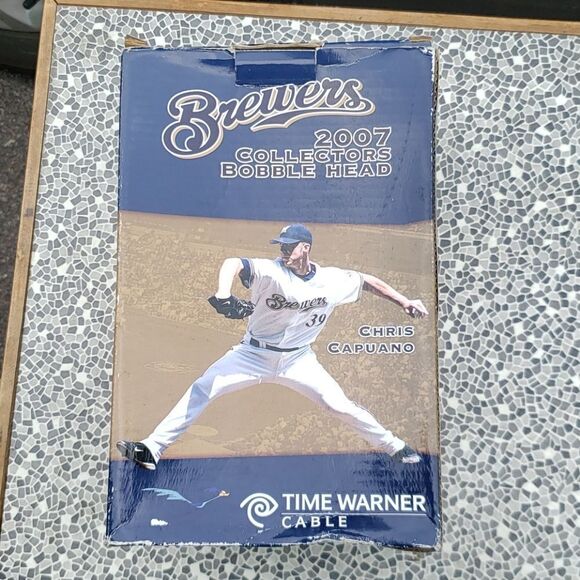 Brewers
2007
COLLECTORS
BOBBLE HEAD
Brewers
39
CHRIS
CAPUANO
TIME WARNER
CABLE